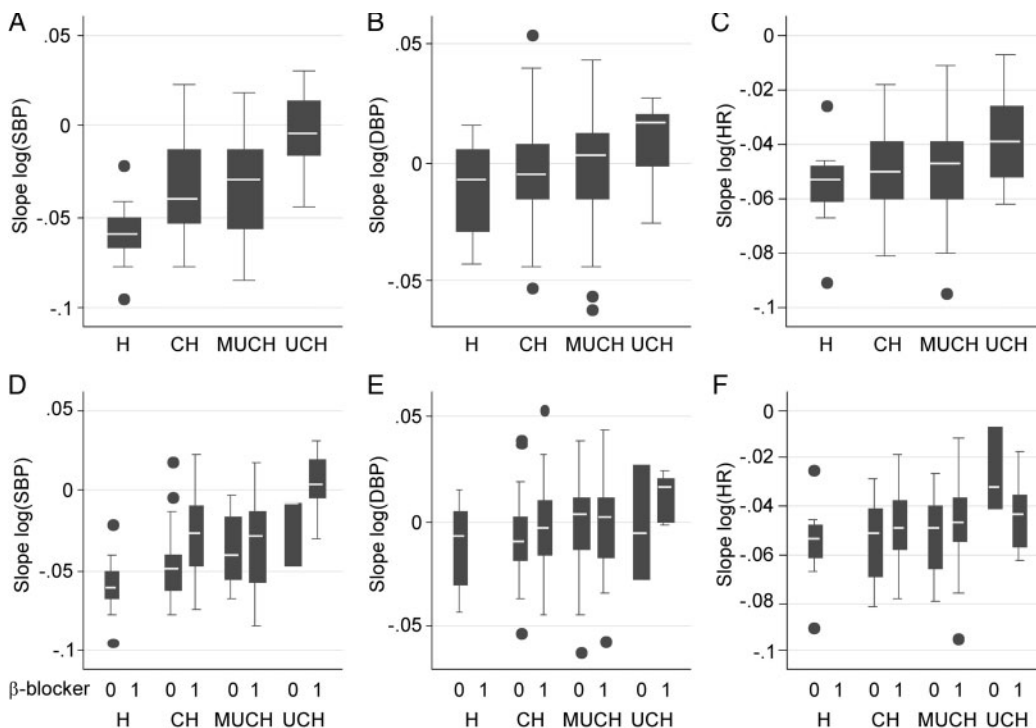 A
.05
0
-.05
-.1
Slope log(SBP)
H CH MUCH UCH
B
.05
0
.05
Slope log(DBP)
H CH MUCH UCH
C
0
-.02
-.04
-.06
-.08
-.1
Slope log(HR)
H CH MUCH UCH
D
.05
0
-.05
-.1
Slope log(SBP)
β-blocker 0 1 0 1 0 1 0 1
H CH MUCH UCH
E
.05
0
-.05
Slope log(DBP)
0 1 0 1 0 1 0 1
H CH MUCH UCH
F
0
-.02
-.04
-.06
-.08
-.1
Slope log(HR)
0 1 0 1 0 1 0 1
H CH MUCH UCH